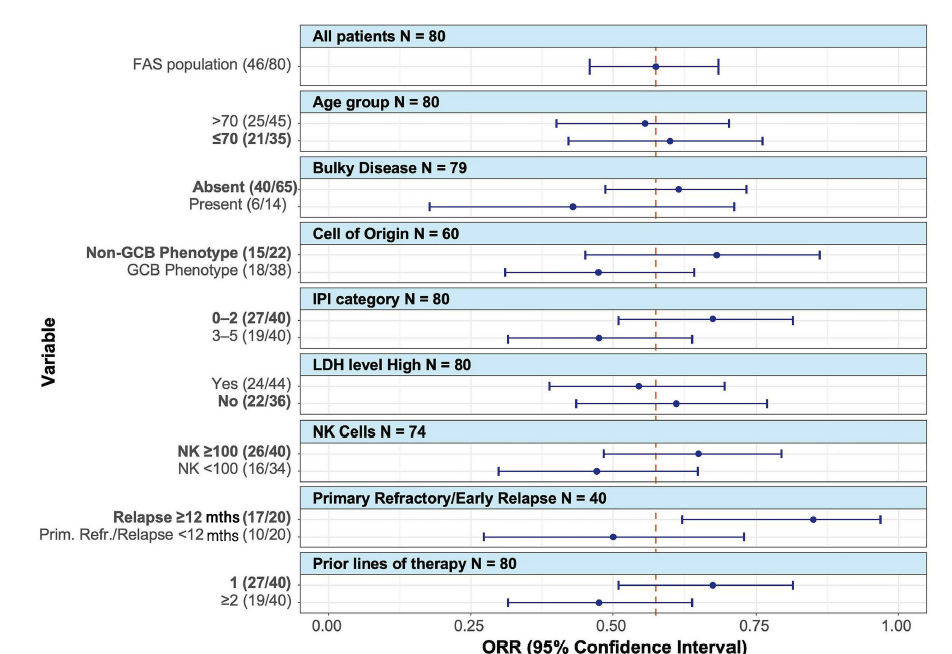 All patients N = 80
FAS population (46/80)
Age group N = 80
>70 (25/45)
≤70 (21/35)
Bulky Disease N = 79
Absent (40/65)
Present (6/14)
Cell of Origin N = 60
Non-GCB Phenotype (15/22)
GCB Phenotype (18/38)
IPI category N = 80
0–2 (27/40)
3–5 (19/40)
Variable
LDH level High N = 80
Yes (24/44)
No (22/36)
NK Cells N = 74
NK ≥100 (26/40)
NK <100 (16/34)
Primary Refractory/Early Relapse N = 40
Relapse ≥12 mths (17/20)
Prim. Refr./Relapse <12 mths (10/20)
Prior lines of therapy N = 80
1 (27/40)
≥2 (19/40)
0.00 0.25 0.50 0.75 1.00
ORR (95% Confidence Interval)